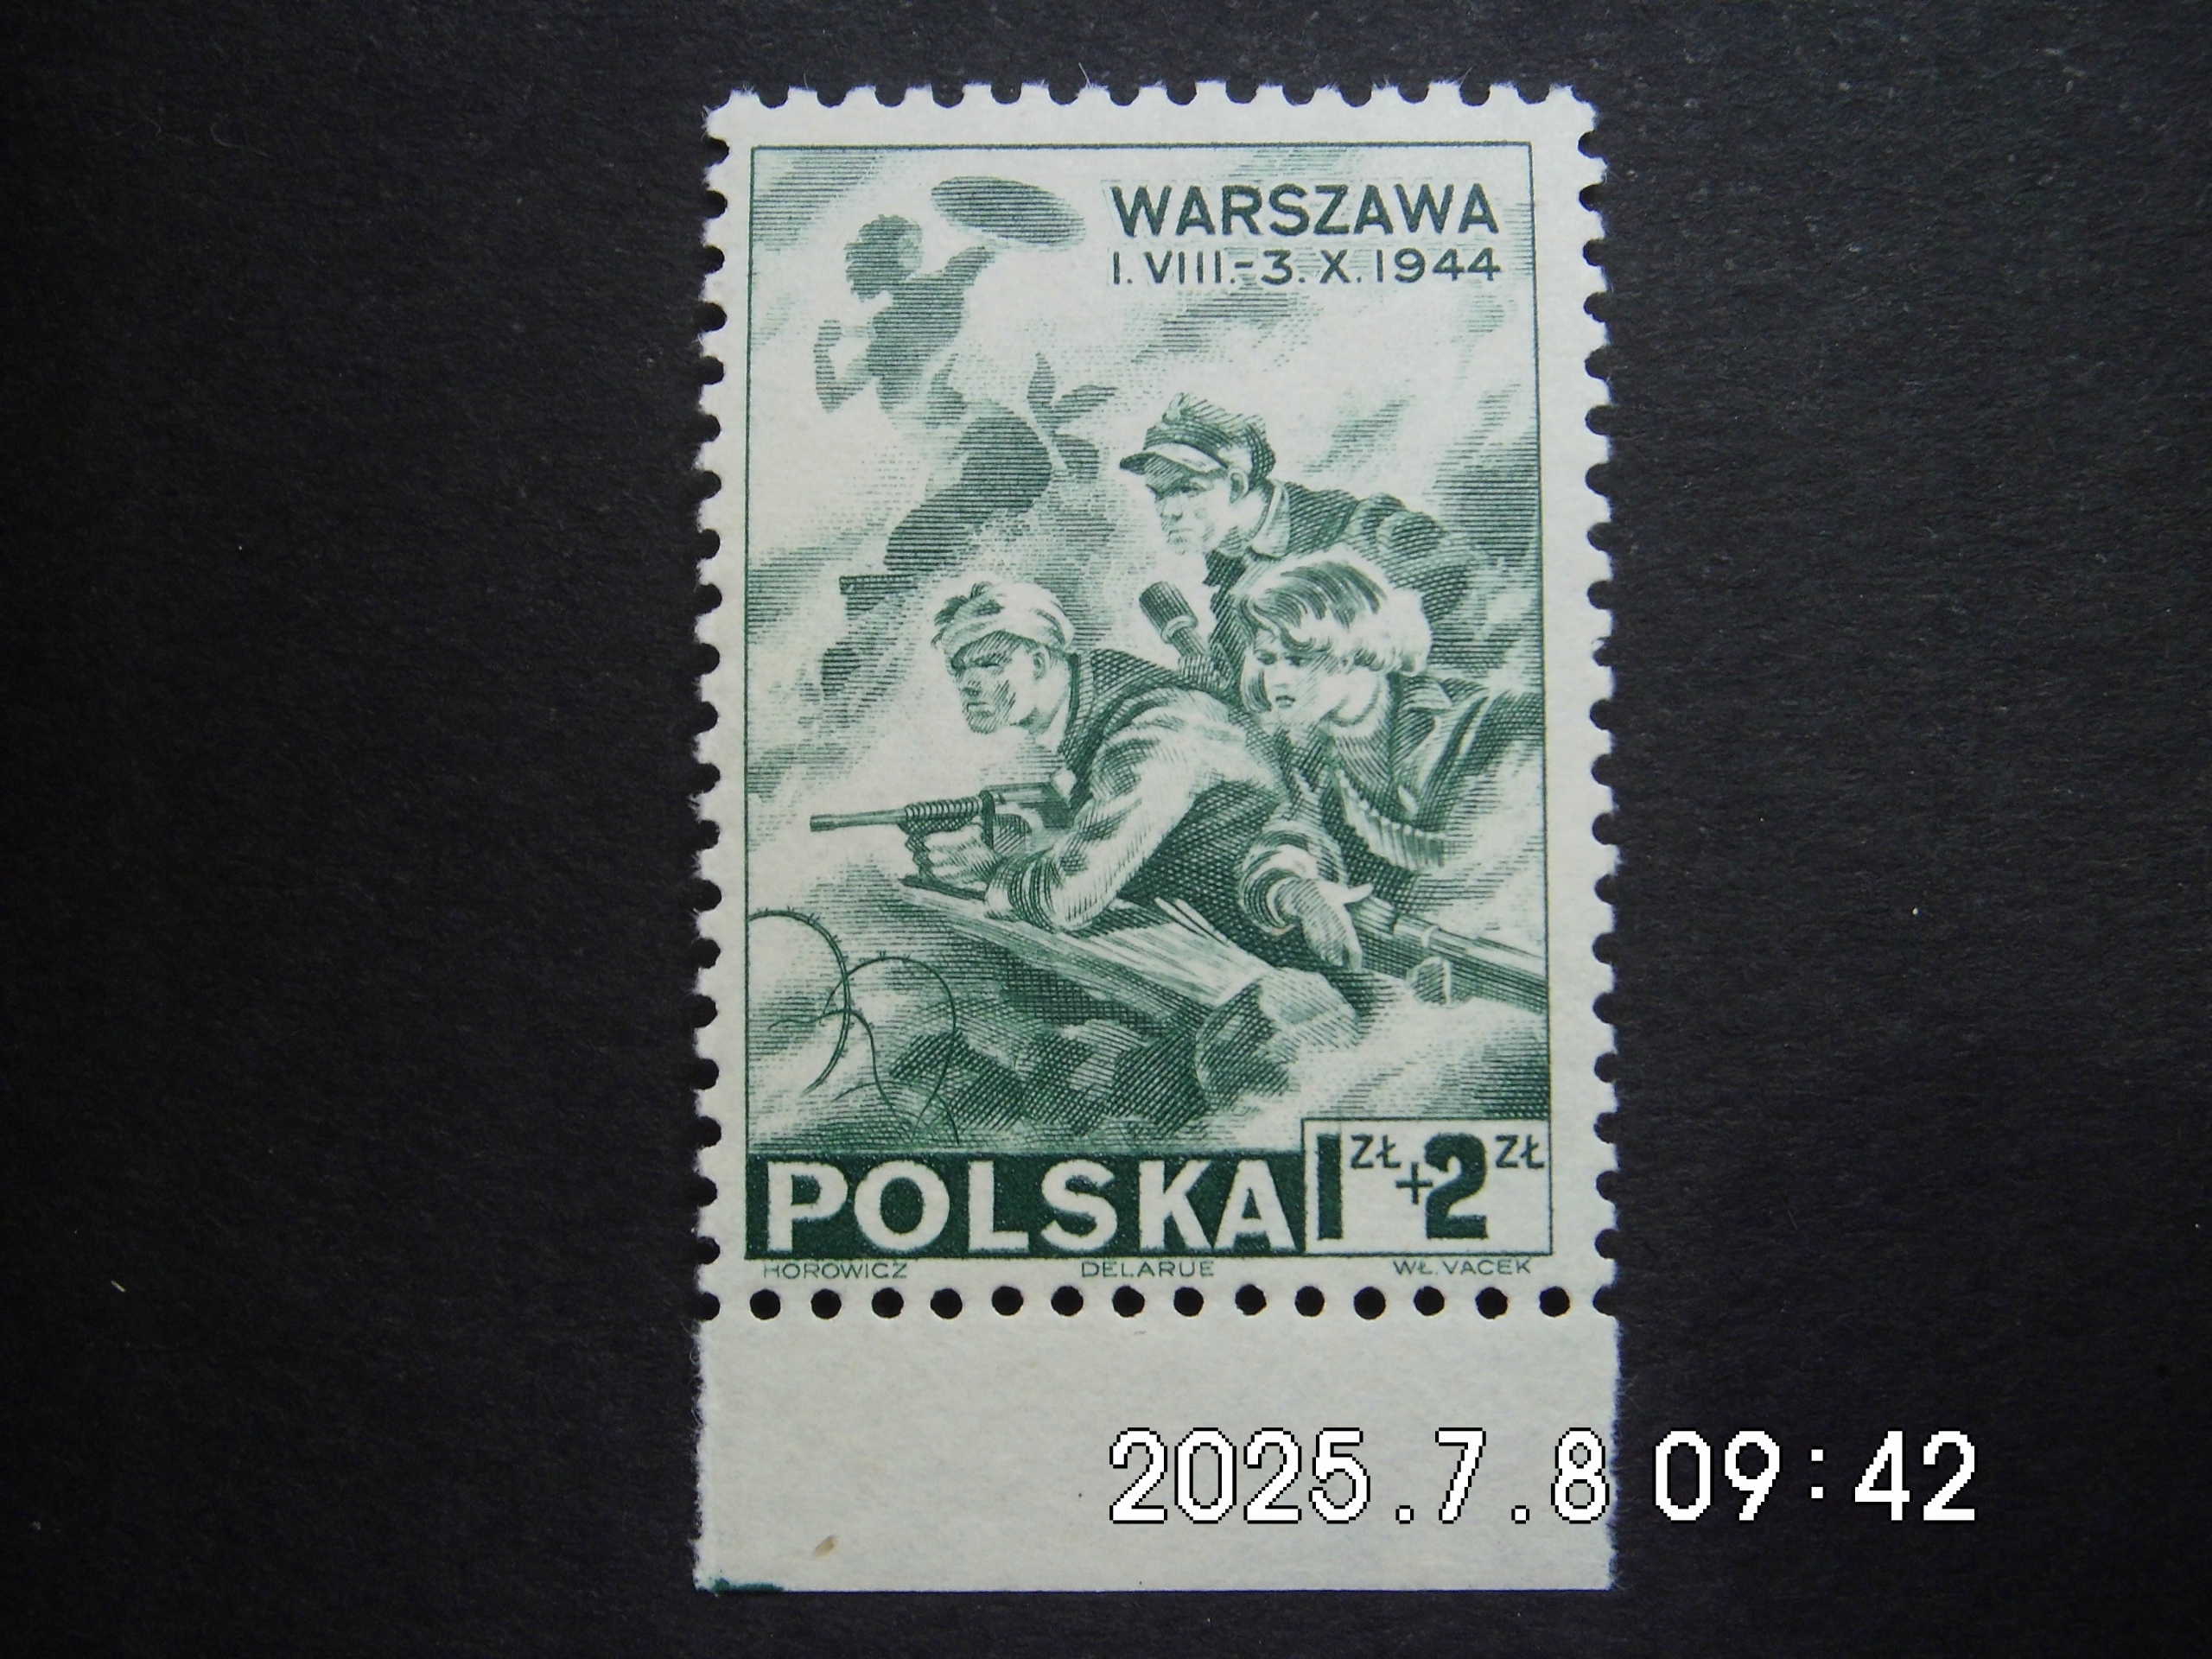 WARSZAWA
I. VIII.-3. X. 1944
POLSKA 1 ZŁ + 2 ZŁ
HOROWICZ DELARUE WŁ. VACEK
2025.7.8 09:42